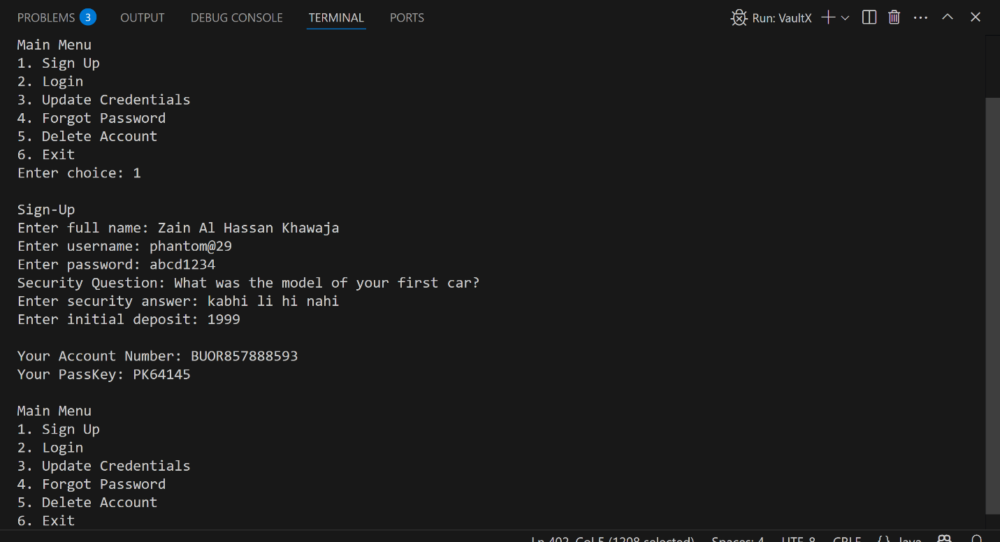 PROBLEMS 3 OUTPUT DEBUG CONSOLE TERMINAL PORTS Run: VaultX
Main Menu
1. Sign Up
2. Login
3. Update Credentials
4. Forgot Password
5. Delete Account
6. Exit
Enter choice: 1
Sign-Up
Enter full name: Zain Al Hassan Khawaja
Enter username: phantom@29
Enter password: abcd1234
Security Question: What was the model of your first car?
Enter security answer: kabhi li hi nahi
Enter initial deposit: 1999
Your Account Number: BUOR857888593
Your PassKey: PK64145
Main Menu
1. Sign Up
2. Login
3. Update Credentials
4. Forgot Password
5. Delete Account
6. Exit
Ln 402, Col 5 (1208 selected) Spaces: 4 UTF-8 CRLF {} Java